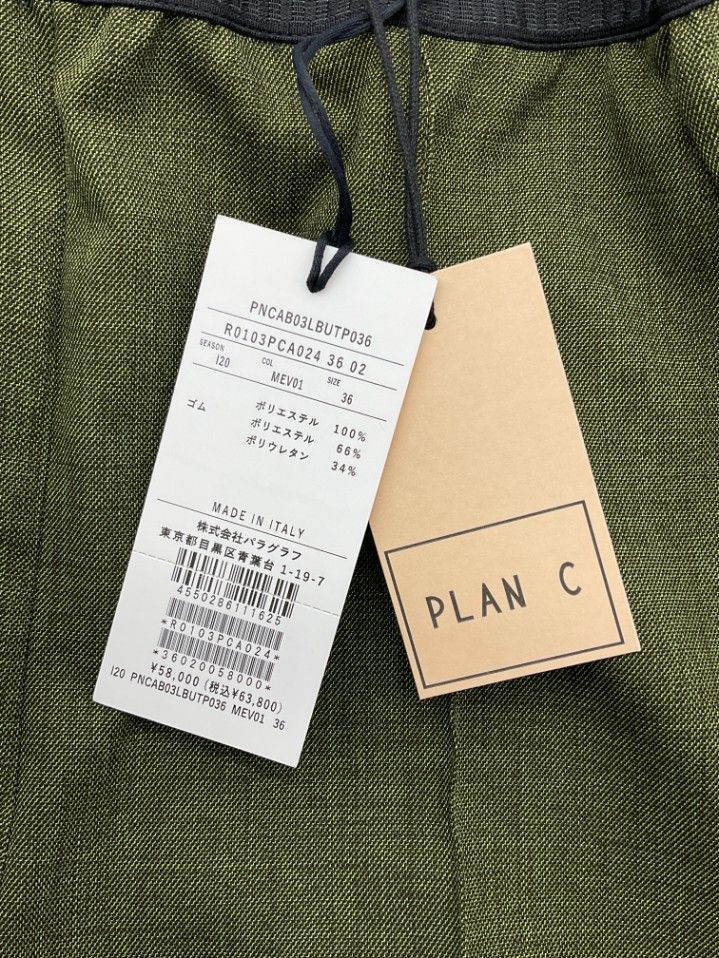 PNCAB03LBUTP036
R0103PCA024 36 02
SEASON COL SIZE
I20 MEV01 36
ポリエステル 100%
ゴム ポリエステル 66%
ポリウレタン 34%
MADE IN ITALY
株式会社パラグラフ
東京都目黒区青葉台 1-19-7
4550286111625
*R0103PCA024*
*36020058000*
¥58,000 (税込¥63,800)
I20 PNCAB03LBUTP036 MEV01 36
PLAN C